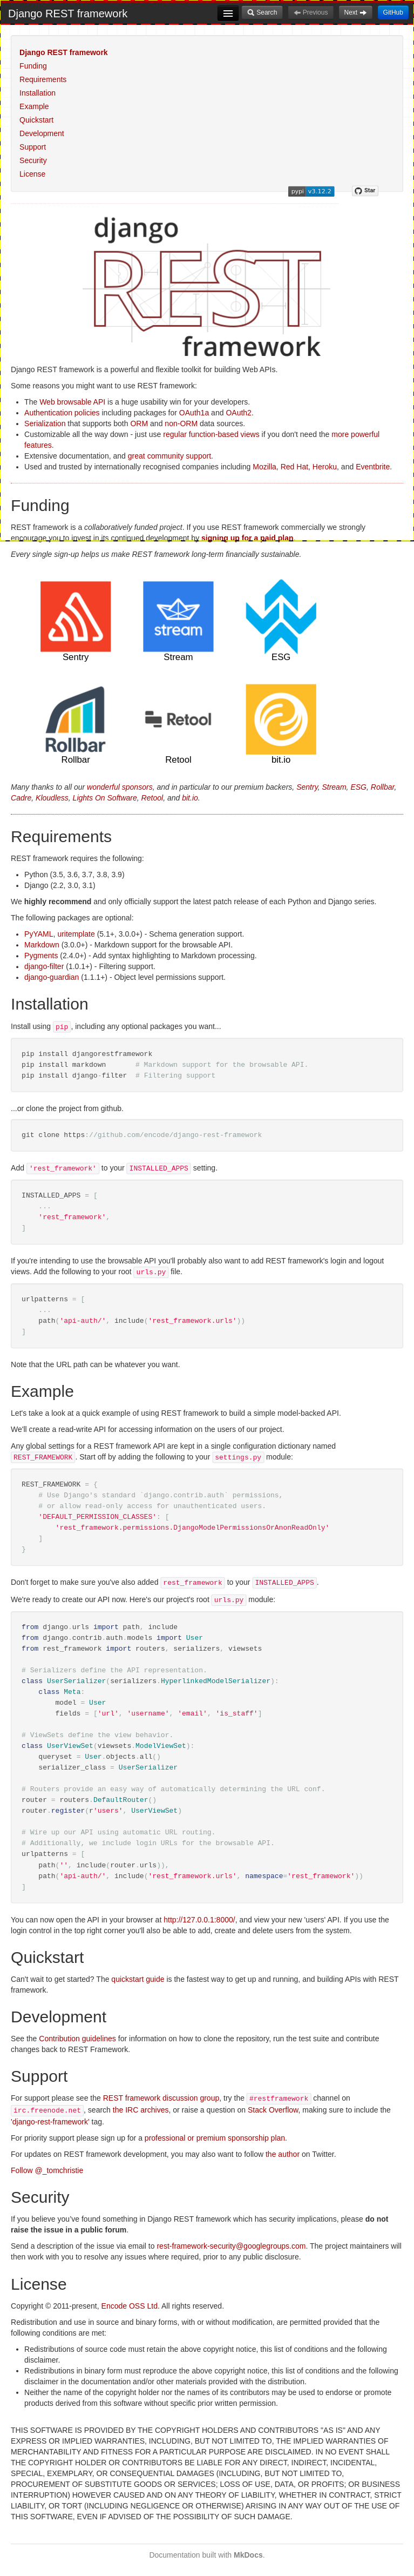 Django REST framework
Search
Previous
Next
GitHub
Django REST framework
Funding
Requirements
Installation
Example
Quickstart
Development
Support
Security
License
pypi v3.12.2
Star
django
REST
framework
Django REST framework is a powerful and flexible toolkit for building Web APIs.
Some reasons you might want to use REST framework:
The Web browsable API is a huge usability win for your developers.
Authentication policies including packages for OAuth1a and OAuth2.
Serialization that supports both ORM and non-ORM data sources.
Customizable all the way down - just use regular function-based views if you don't need the more powerful
features.
Extensive documentation, and great community support.
Used and trusted by internationally recognised companies including Mozilla, Red Hat, Heroku, and Eventbrite.
Funding
REST framework is a collaboratively funded project. If you use REST framework commercially we strongly
encourage you to invest in its continued development by signing up for a paid plan
Every single sign-up helps us make REST framework long-term financially sustainable.
Sentry
stream
Stream
ESG
Rollbar
Rollbar
Retool
Retool
bit.io
Many thanks to all our wonderful sponsors, and in particular to our premium backers, Sentry, Stream, ESG, Rollbar,
Cadre, Kloudless, Lights On Software, Retool, and bit.io.
Requirements
REST framework requires the following:
Python (3.5, 3.6, 3.7, 3.8, 3.9)
Django (2.2, 3.0, 3.1)
We highly recommend and only officially support the latest patch release of each Python and Django series.
The following packages are optional:
PyYAML, uritemplate (5.1+, 3.0.0+) - Schema generation support.
Markdown (3.0.0+) - Markdown support for the browsable API.
Pygments (2.4.0+) - Add syntax highlighting to Markdown processing.
django-filter (1.0.1+) - Filtering support.
django-guardian (1.1.1+) - Object level permissions support.
Installation
Install using pip, including any optional packages you want...
pip install djangorestframework
pip install markdown       # Markdown support for the browsable API.
pip install django-filter  # Filtering support
...or clone the project from github.
git clone https://github.com/encode/django-rest-framework
Add 'rest_framework' to your INSTALLED_APPS setting.
INSTALLED_APPS = [
    ...
    'rest_framework',
]
If you're intending to use the browsable API you'll probably also want to add REST framework's login and logout
views. Add the following to your root urls.py file.
urlpatterns = [
    ...
    path('api-auth/', include('rest_framework.urls'))
]
Note that the URL path can be whatever you want.
Example
Let's take a look at a quick example of using REST framework to build a simple model-backed API.
We'll create a read-write API for accessing information on the users of our project.
Any global settings for a REST framework API are kept in a single configuration dictionary named
REST_FRAMEWORK. Start off by adding the following to your settings.py module:
REST_FRAMEWORK = {
    # Use Django's standard `django.contrib.auth` permissions,
    # or allow read-only access for unauthenticated users.
    'DEFAULT_PERMISSION_CLASSES': [
        'rest_framework.permissions.DjangoModelPermissionsOrAnonReadOnly'
    ]
}
Don't forget to make sure you've also added rest_framework to your INSTALLED_APPS.
We're ready to create our API now. Here's our project's root urls.py module:
from django.urls import path, include
from django.contrib.auth.models import User
from rest_framework import routers, serializers, viewsets
# Serializers define the API representation.
class UserSerializer(serializers.HyperlinkedModelSerializer):
    class Meta:
        model = User
        fields = ['url', 'username', 'email', 'is_staff']
# ViewSets define the view behavior.
class UserViewSet(viewsets.ModelViewSet):
    queryset = User.objects.all()
    serializer_class = UserSerializer
# Routers provide an easy way of automatically determining the URL conf.
router = routers.DefaultRouter()
router.register(r'users', UserViewSet)
# Wire up our API using automatic URL routing.
# Additionally, we include login URLs for the browsable API.
urlpatterns = [
    path('', include(router.urls)),
    path('api-auth/', include('rest_framework.urls', namespace='rest_framework'))
]
You can now open the API in your browser at http://127.0.0.1:8000/, and view your new 'users' API. If you use the
login control in the top right corner you'll also be able to add, create and delete users from the system.
Quickstart
Can't wait to get started? The quickstart guide is the fastest way to get up and running, and building APIs with REST
framework.
Development
See the Contribution guidelines for information on how to clone the repository, run the test suite and contribute
changes back to REST Framework.
Support
For support please see the REST framework discussion group, try the #restframework channel on
irc.freenode.net, search the IRC archives, or raise a question on Stack Overflow, making sure to include the
'django-rest-framework' tag.
For priority support please sign up for a professional or premium sponsorship plan.
For updates on REST framework development, you may also want to follow the author on Twitter.
Follow @_tomchristie
Security
If you believe you've found something in Django REST framework which has security implications, please do not
raise the issue in a public forum.
Send a description of the issue via email to rest-framework-security@googlegroups.com. The project maintainers will
then work with you to resolve any issues where required, prior to any public disclosure.
License
Copyright © 2011-present, Encode OSS Ltd. All rights reserved.
Redistribution and use in source and binary forms, with or without modification, are permitted provided that the
following conditions are met:
Redistributions of source code must retain the above copyright notice, this list of conditions and the following
disclaimer.
Redistributions in binary form must reproduce the above copyright notice, this list of conditions and the following
disclaimer in the documentation and/or other materials provided with the distribution.
Neither the name of the copyright holder nor the names of its contributors may be used to endorse or promote
products derived from this software without specific prior written permission.
THIS SOFTWARE IS PROVIDED BY THE COPYRIGHT HOLDERS AND CONTRIBUTORS "AS IS" AND ANY
EXPRESS OR IMPLIED WARRANTIES, INCLUDING, BUT NOT LIMITED TO, THE IMPLIED WARRANTIES OF
MERCHANTABILITY AND FITNESS FOR A PARTICULAR PURPOSE ARE DISCLAIMED. IN NO EVENT SHALL
THE COPYRIGHT HOLDER OR CONTRIBUTORS BE LIABLE FOR ANY DIRECT, INDIRECT, INCIDENTAL,
SPECIAL, EXEMPLARY, OR CONSEQUENTIAL DAMAGES (INCLUDING, BUT NOT LIMITED TO,
PROCUREMENT OF SUBSTITUTE GOODS OR SERVICES; LOSS OF USE, DATA, OR PROFITS; OR BUSINESS
INTERRUPTION) HOWEVER CAUSED AND ON ANY THEORY OF LIABILITY, WHETHER IN CONTRACT, STRICT
LIABILITY, OR TORT (INCLUDING NEGLIGENCE OR OTHERWISE) ARISING IN ANY WAY OUT OF THE USE OF
THIS SOFTWARE, EVEN IF ADVISED OF THE POSSIBILITY OF SUCH DAMAGE.
Documentation built with MkDocs.